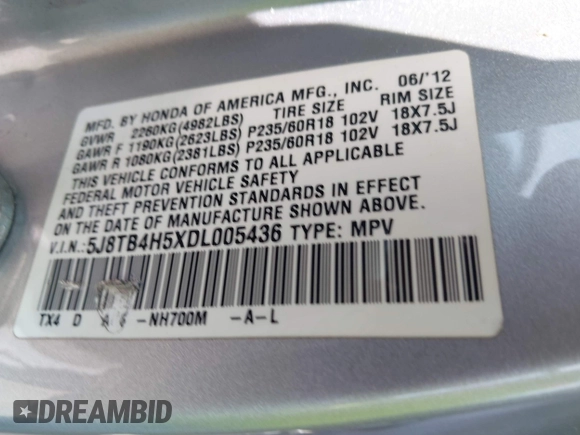 MFD. BY HONDA OF AMERICA MFG., INC. 06/'12
GVWR 2260KG(4982LBS) TIRE SIZE RIM SIZE
GAWR F 1190KG(2623LBS) P235/60R18 102V 18X7.5J
GAWR R 1080KG(2381LBS) P235/60R18 102V 18X7.5J
THIS VEHICLE CONFORMS TO ALL APPLICABLE
FEDERAL MOTOR VEHICLE SAFETY
AND THEFT PREVENTION STANDARDS IN EFFECT
ON THE DATE OF MANUFACTURE SHOWN ABOVE.
V.I.N.:5J8TB4H5XDL005436 TYPE: MPV
TX4 D A -NH700M -A-L
DREAMBID